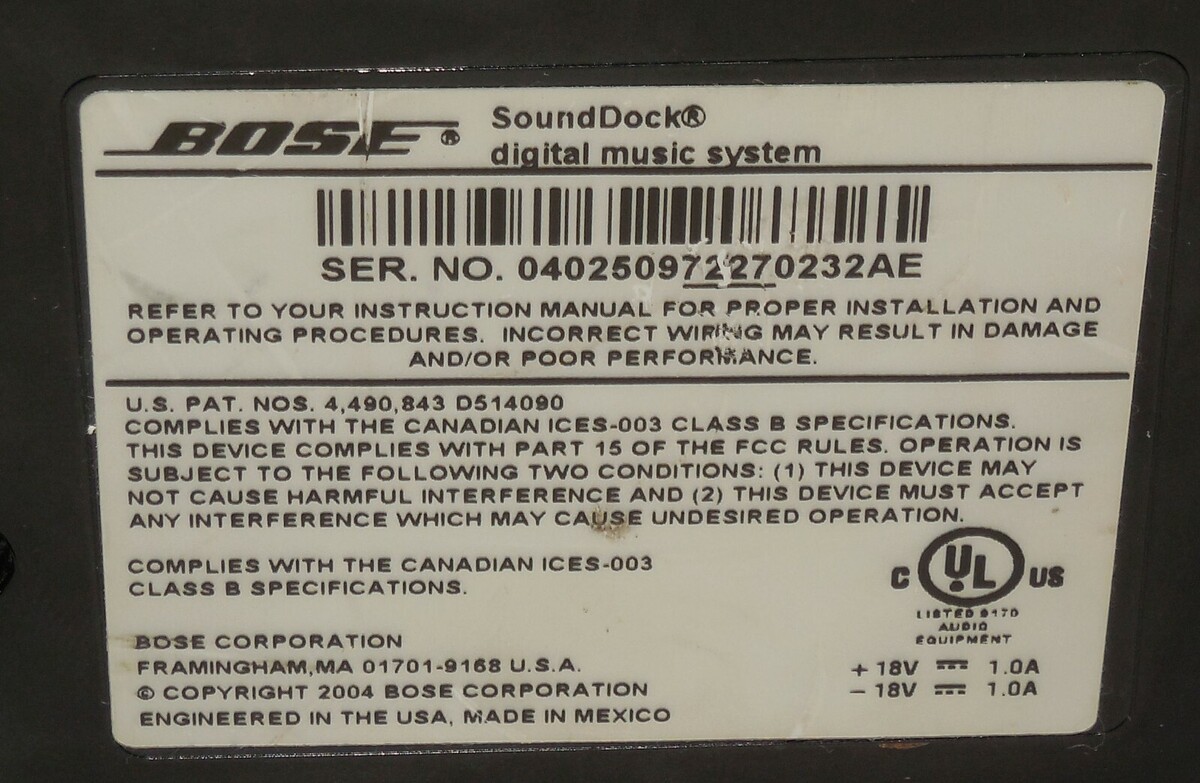 BOSE®
SoundDock®
digital music system
SER. NO. 040250972270232AE
REFER TO YOUR INSTRUCTION MANUAL FOR PROPER INSTALLATION AND
OPERATING PROCEDURES. INCORRECT WIRING MAY RESULT IN DAMAGE
AND/OR POOR PERFORMANCE.
U.S. PAT. NOS. 4,490,843 D514090
COMPLIES WITH THE CANADIAN ICES-003 CLASS B SPECIFICATIONS.
THIS DEVICE COMPLIES WITH PART 15 OF THE FCC RULES. OPERATION IS
SUBJECT TO THE FOLLOWING TWO CONDITIONS: (1) THIS DEVICE MAY
NOT CAUSE HARMFUL INTERFERENCE AND (2) THIS DEVICE MUST ACCEPT
ANY INTERFERENCE WHICH MAY CAUSE UNDESIRED OPERATION.
COMPLIES WITH THE CANADIAN ICES-003
CLASS B SPECIFICATIONS.
C UL US
LISTED 9170
AUDIO
EQUIPMENT
BOSE CORPORATION
FRAMINGHAM,MA 01701-9168 U.S.A.
© COPYRIGHT 2004 BOSE CORPORATION
ENGINEERED IN THE USA, MADE IN MEXICO
+ 18V ⎓ 1.0A
- 18V ⎓ 1.0A